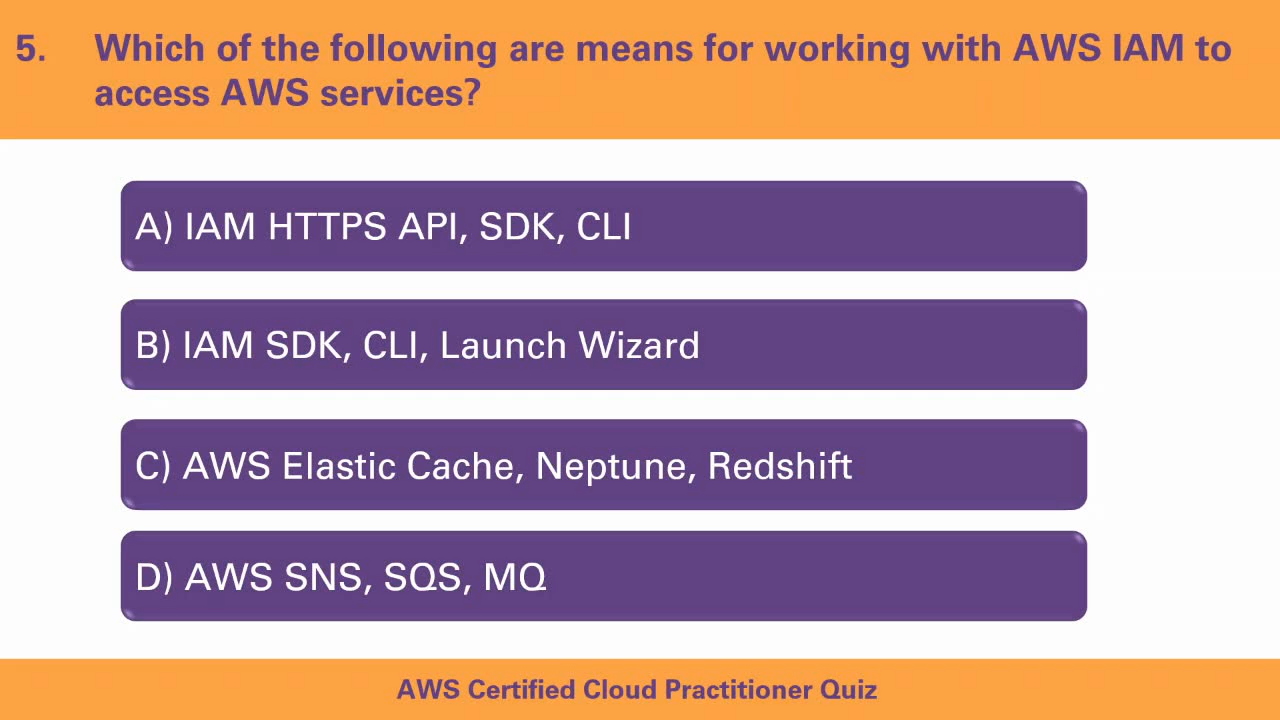 5. Which of the following are means for working with AWS IAM to
access AWS services?
A) IAM HTTPS API, SDK, CLI
B) IAM SDK, CLI, Launch Wizard
C) AWS Elastic Cache, Neptune, Redshift
D) AWS SNS, SQS, MQ
AWS Certified Cloud Practitioner Quiz